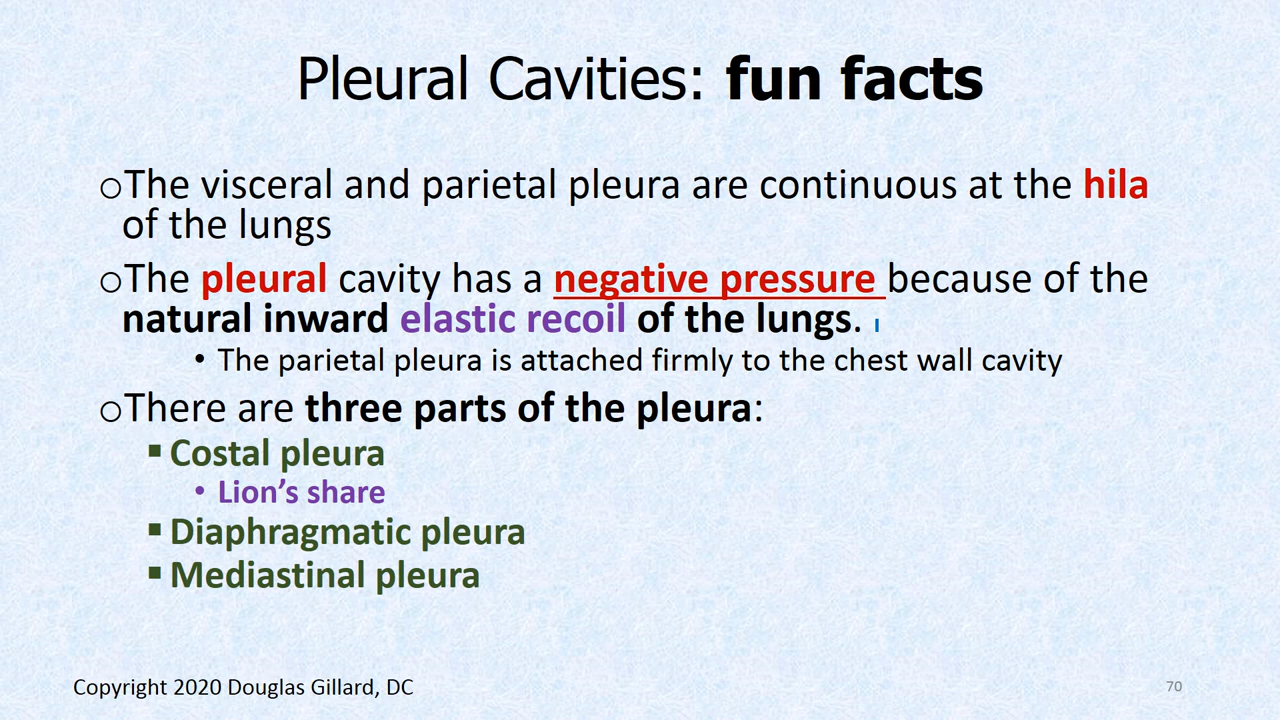 Pleural Cavities: fun facts
oThe visceral and parietal pleura are continuous at the hila
of the lungs
oThe pleural cavity has a negative pressure because of the
natural inward elastic recoil of the lungs. ı
• The parietal pleura is attached firmly to the chest wall cavity
oThere are three parts of the pleura:
▪ Costal pleura
• Lion’s share
▪ Diaphragmatic pleura
▪ Mediastinal pleura
Copyright 2020 Douglas Gillard, DC
70